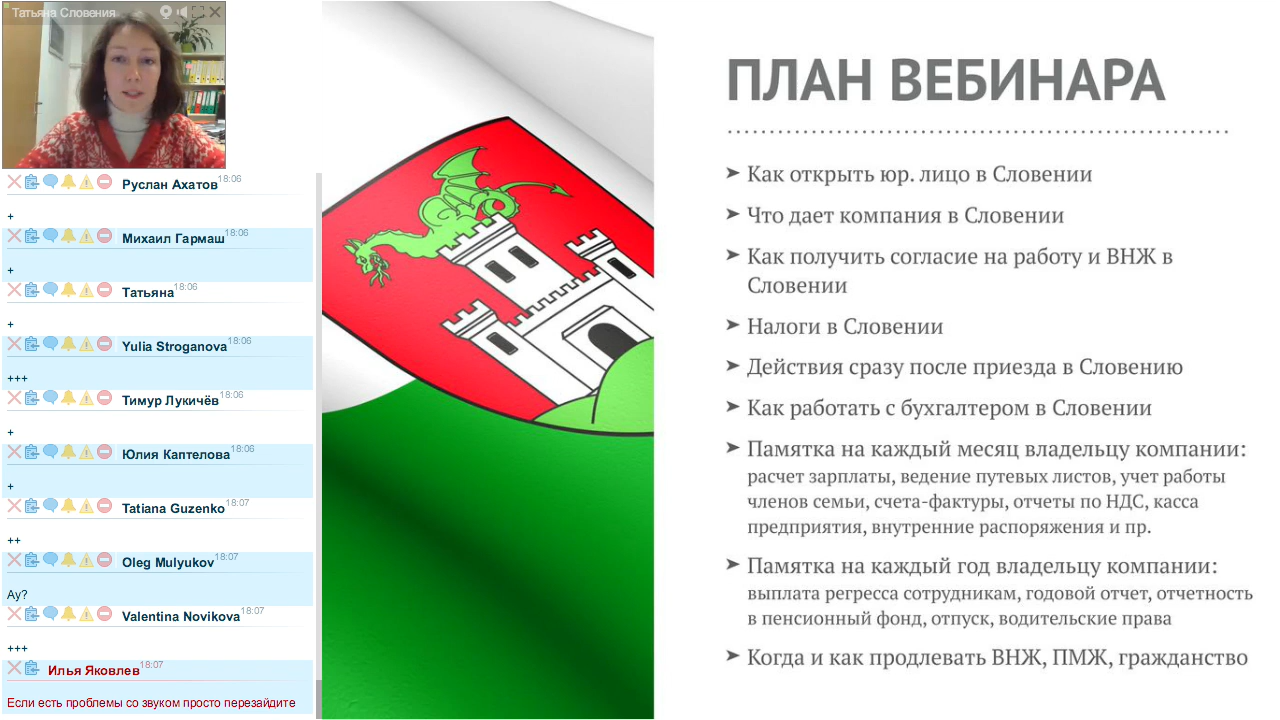 Татьяна Словения
Руслан Ахатов 18:06
+
Михаил Гармаш 18:06
+
Татьяна 18:06
+
Yulia Stroganova 18:06
+++
Тимур Лукичёв 18:06
+
Юлия Каптелова 18:06
+
Tatiana Guzenko 18:07
++
Oleg Mulyukov 18:07
Ау?
Valentina Novikova 18:07
+++
Илья Яковлев 18:07
Если есть проблемы со звуком просто перезайдите
ПЛАН ВЕБИНАРА
➤ Как открыть юр. лицо в Словении
➤ Что дает компания в Словении
➤ Как получить согласие на работу и ВНЖ в
Словении
➤ Налоги в Словении
➤ Действия сразу после приезда в Словению
➤ Как работать с бухгалтером в Словении
➤ Памятка на каждый месяц владельцу компании:
расчет зарплаты, ведение путевых листов, учет работы
членов семьи, счета-фактуры, отчеты по НДС, касса
предприятия, внутренние распоряжения и пр.
➤ Памятка на каждый год владельцу компании:
выплата регресса сотрудникам, годовой отчет, отчетность
в пенсионный фонд, отпуск, водительские права
➤ Когда и как продлевать ВНЖ, ПМЖ, гражданство